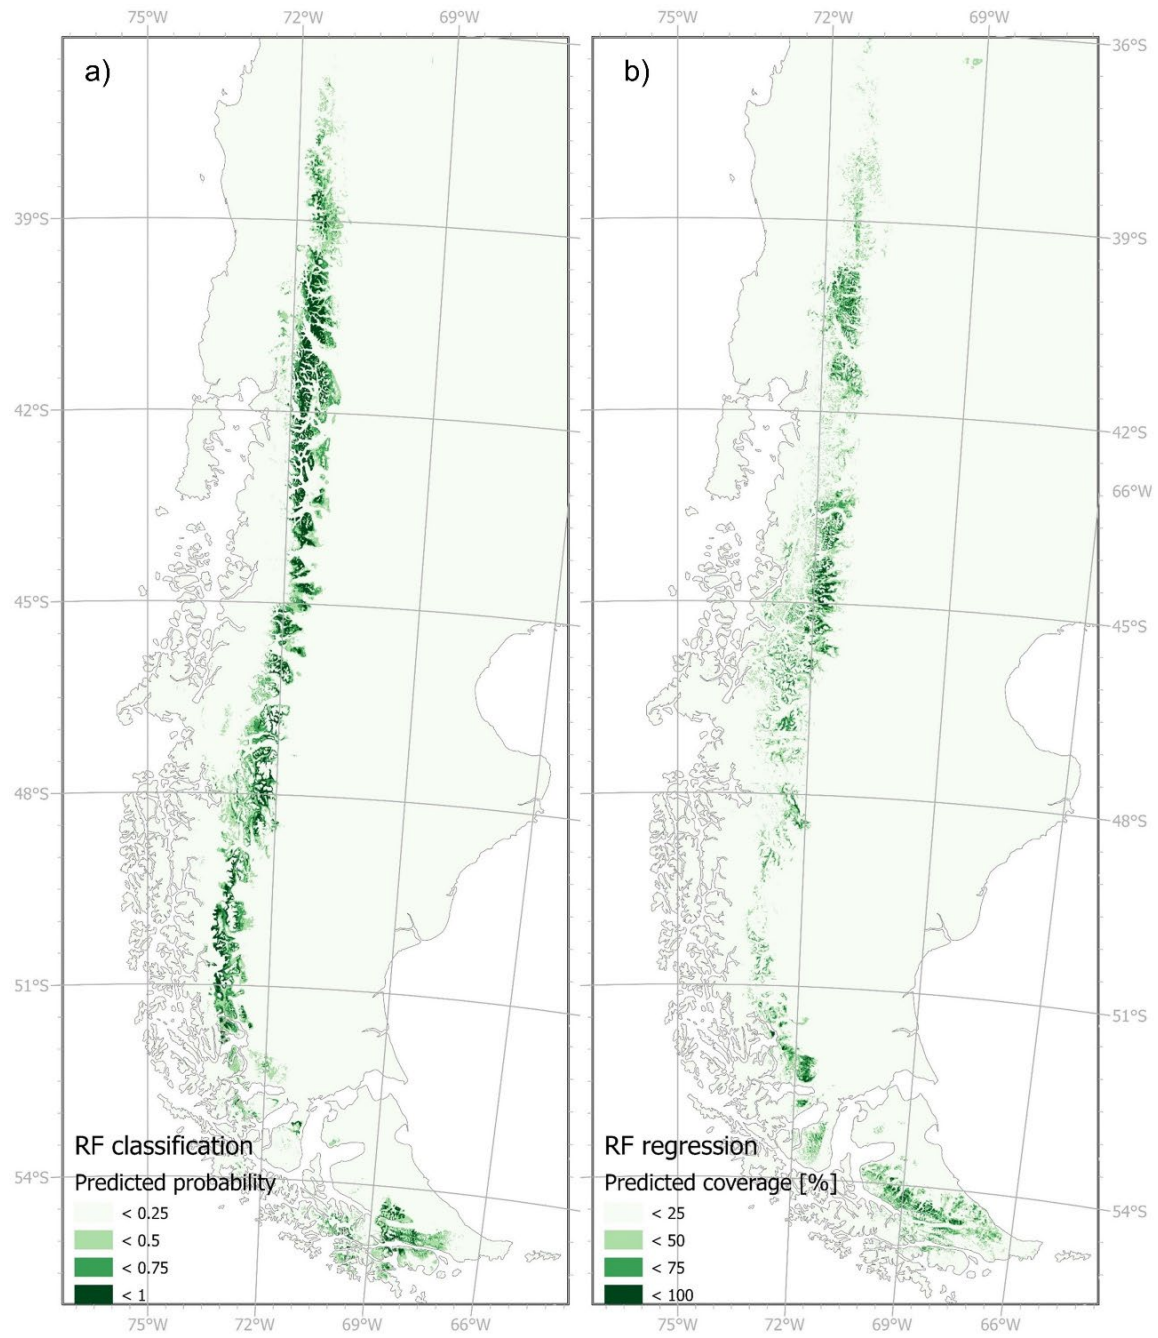 75°W 72°W 69°W 75°W 72°W 69°W
a) b)
36°S
39°S 39°S
42°S 42°S
66°W
45°S 45°S
48°S 48°S
51°S 51°S
54°S 54°S
RF classification
Predicted probability
< 0.25
< 0.5
< 0.75
< 1
RF regression
Predicted coverage [%]
< 25
< 50
< 75
< 100
75°W 72°W 69°W 66°W 75°W 72°W 69°W 66°W